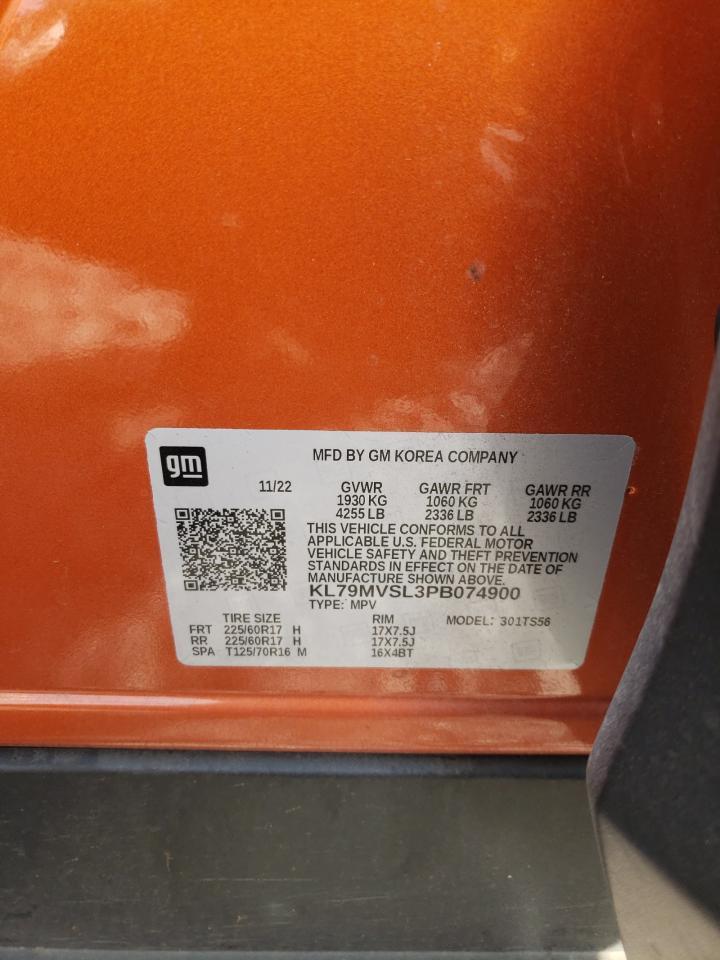 gm
MFD BY GM KOREA COMPANY
11/22
GVWR GAWR FRT GAWR RR
1930 KG 1060 KG 1060 KG
4255 LB 2336 LB 2336 LB
THIS VEHICLE CONFORMS TO ALL
APPLICABLE U.S. FEDERAL MOTOR
VEHICLE SAFETY AND THEFT PREVENTION
STANDARDS IN EFFECT ON THE DATE OF
MANUFACTURE SHOWN ABOVE.
KL79MVSL3PB074900
TYPE: MPV
TIRE SIZE RIM MODEL: 301TS56
FRT 225/60R17 H 17X7.5J
RR 225/60R17 H 17X7.5J
SPA T125/70R16 M 16X4BT